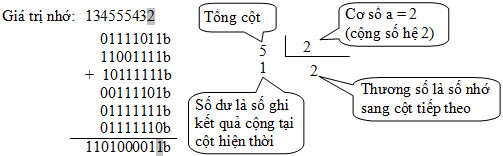 Giá trị nhớ: 134555432
01111011b
11001111b
+ 10111111b
00111101b
01111111b
01111110b
1101000011b
Tổng cột
5 2
1 2
Cơ số a = 2
(cộng số hệ 2)
Số dư là số ghi
kết quả cộng tại
cột hiện thời
Thương số là số nhớ
sang cột tiếp theo